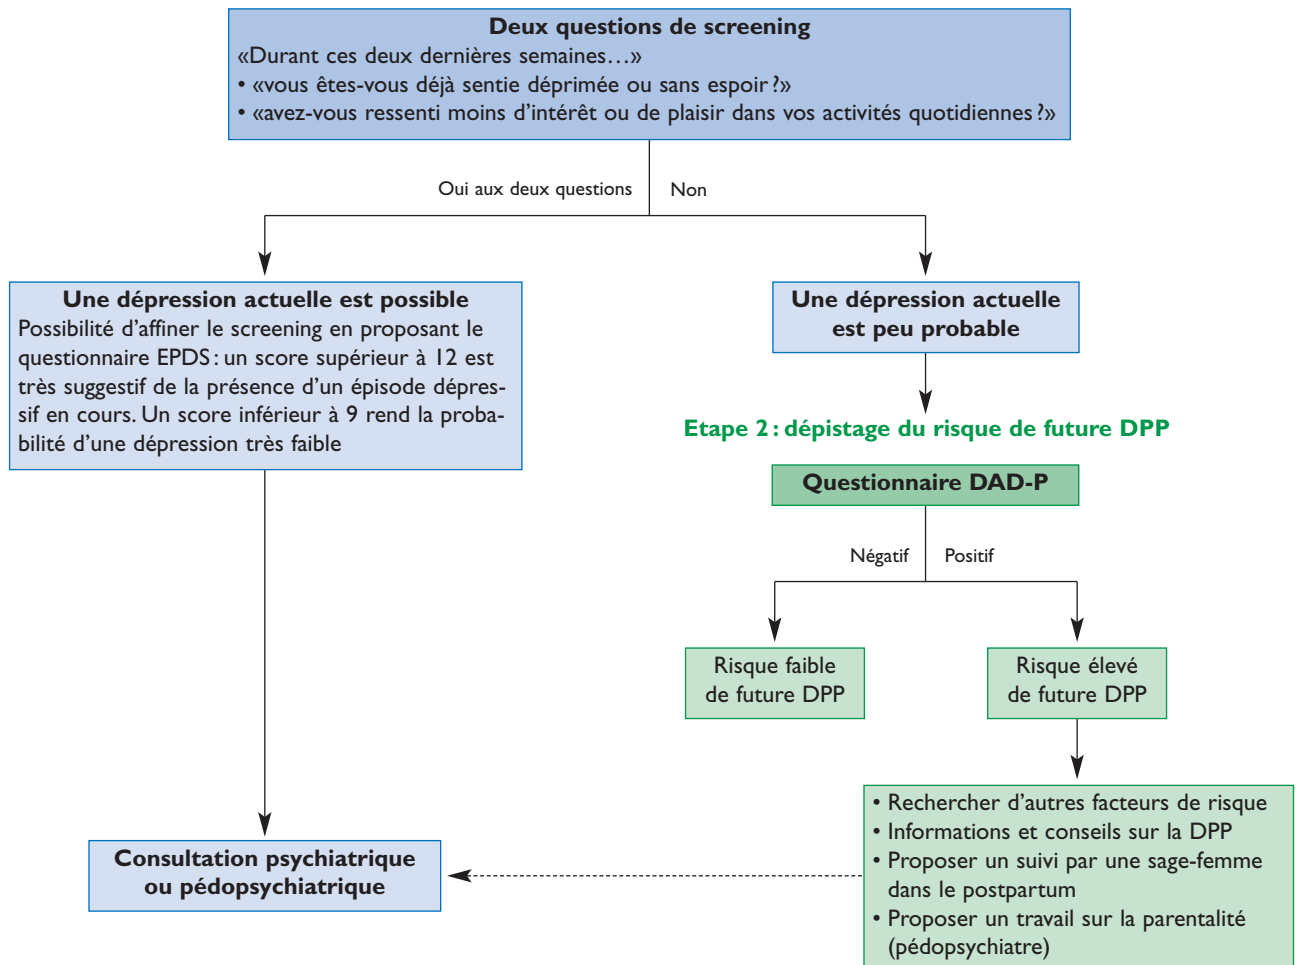 Deux questions de screening
«Durant ces deux dernières semaines…»
• «vous êtes-vous déjà sentie déprimée ou sans espoir ?»
• «avez-vous ressenti moins d'intérêt ou de plaisir dans vos activités quotidiennes ?»
Oui aux deux questions
Non
Une dépression actuelle est possible
Possibilité d'affiner le screening en proposant le
questionnaire EPDS : un score supérieur à 12 est
très suggestif de la présence d'un épisode dépres-
sif en cours. Un score inférieur à 9 rend la proba-
bilité d'une dépression très faible
Une dépression actuelle
est peu probable
Etape 2 : dépistage du risque de future DPP
Questionnaire DAD-P
Négatif
Positif
Risque faible
de future DPP
Risque élevé
de future DPP
• Rechercher d'autres facteurs de risque
• Informations et conseils sur la DPP
• Proposer un suivi par une sage-femme
dans le postpartum
• Proposer un travail sur la parentalité
(pédopsychiatre)
Consultation psychiatrique
ou pédopsychiatrique